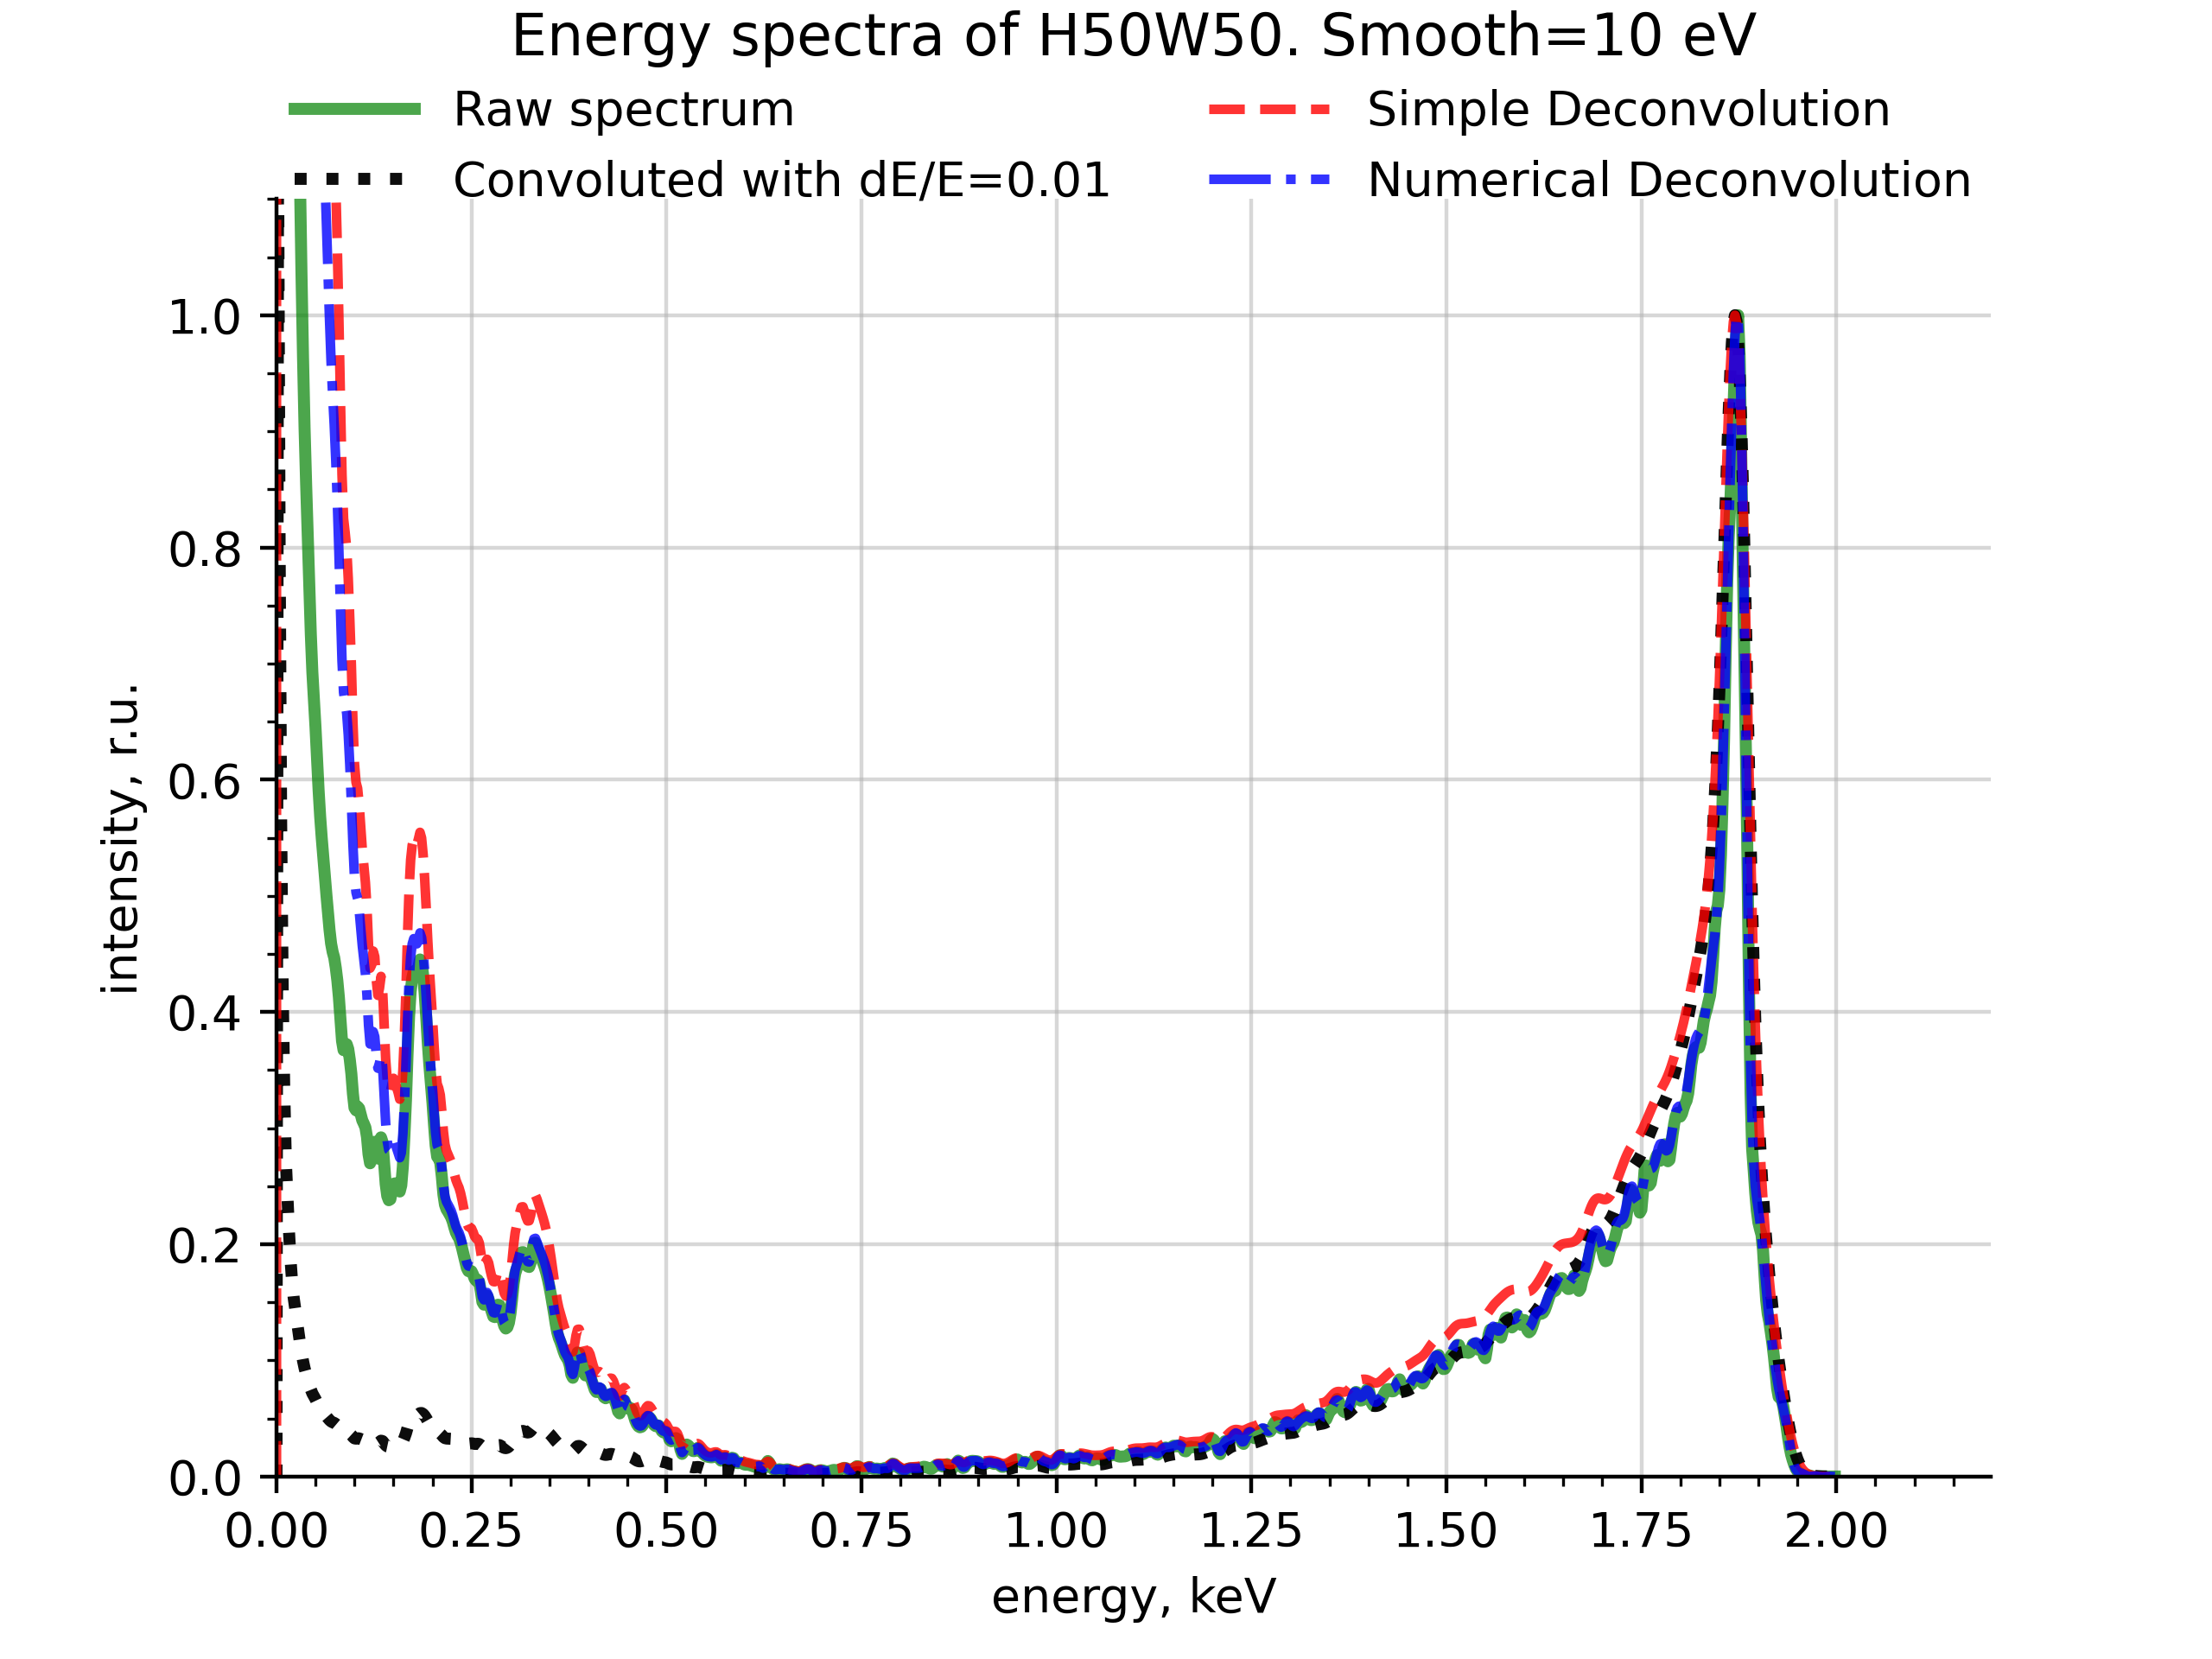 Energy spectra of H50W50. Smooth=10 eV
Raw spectrum
Simple Deconvolution
Convoluted with dE/E=0.01
Numerical Deconvolution
1.0
0.8
0.6
0.4
0.2
0.0
intensity, r.u.
0.00 0.25 0.50 0.75 1.00 1.25 1.50 1.75 2.00
energy, keV